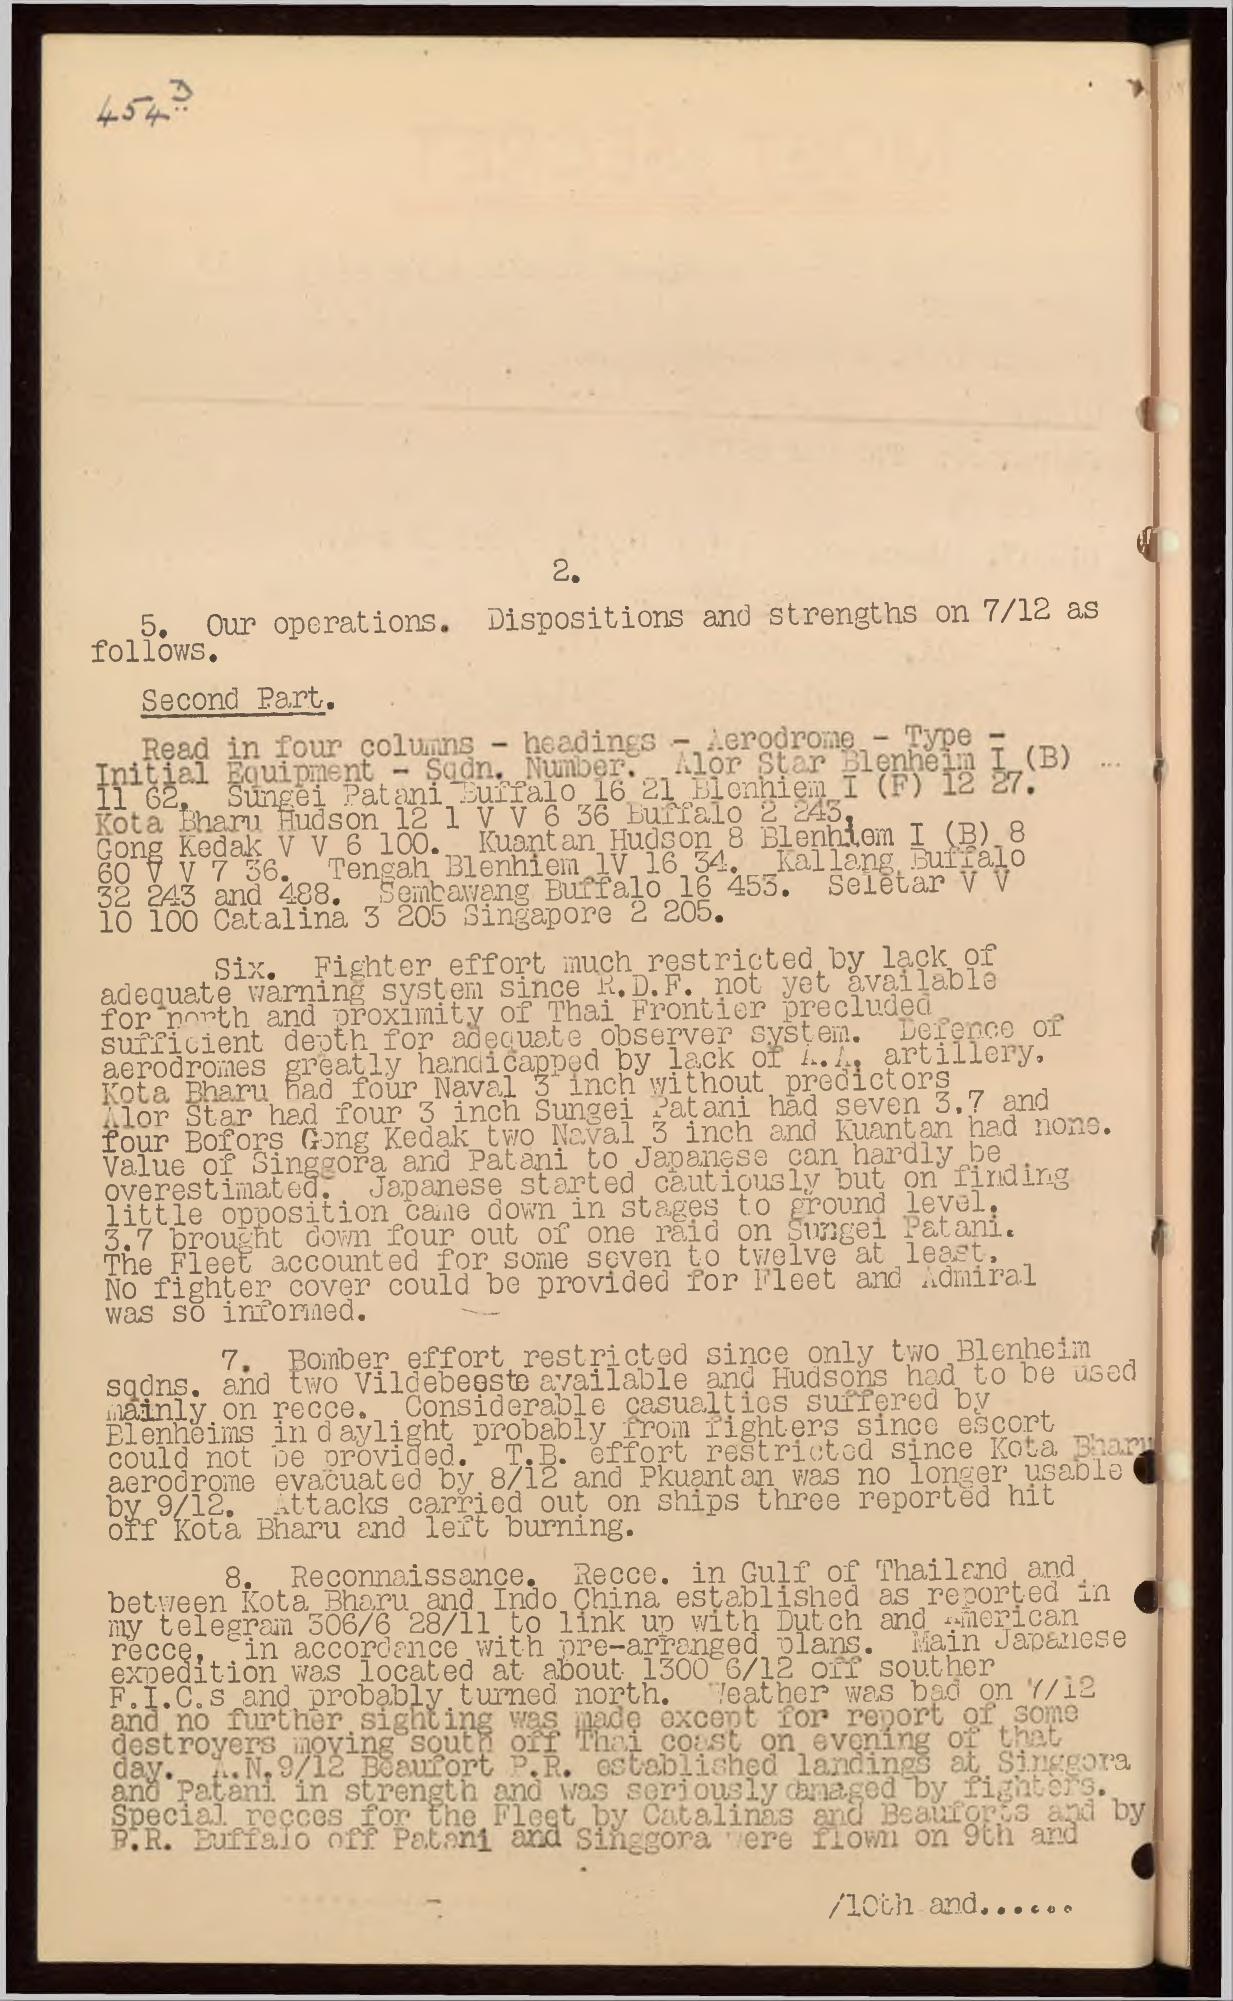 454D
2.
5. Our operations. Dispositions and strengths on 7/12 as
follows.
Second Part.
Read in four columns - headings - Aerodrome - Type -
Initial Equipment - Sqdn. Number. Alor Star Blenheim I (B) ...
11 62. Sungei Patani Buffalo 16 21 Blenhiem I (F) 12 27.
Kota Bharu Hudson 12 1 V V 6 36 Buffalo 2 243.
Gong Kedak V V 6 100. Kuantan Hudson 8 Blenhiem I (B) 8
60 V V 7 36. Tengah Blenhiem 1V 16 34. Kallang Buffalo
32 243 and 488. Sembawang Buffalo 16 453. Seletar V V
10 100 Catalina 3 205 Singapore 2 205.
Six. Fighter effort much restricted by lack of
adequate warning system since R.D.F. not yet available
for north and proximity of Thai Frontier precluded
sufficient depth for adequate observer system. Defence of
aerodromes greatly handicapped by lack of A.A. artillery.
Kota Bharu had four Naval 3 inch without predictors
Alor Star had four 3 inch Sungei Patani had seven 3.7 and
four Bofors Gong Kedak two Naval 3 inch and Kuantan had none.
Value of Singgora and Patani to Japanese can hardly be
overestimated. Japanese started cautiously but on finding
little opposition came down in stages to ground level.
3.7 brought down four out of one raid on Sungei Patani.
The Fleet accounted for some seven to twelve at least.
No fighter cover could be provided for Fleet and Admiral
was so informed.
7. Bomber effort restricted since only two Blenheim
sqdns. and two Vildebeeste available and Hudsons had to be used
mainly on recce. Considerable casualties suffered by
Blenheims in daylight probably from fighters since escort
could not be provided. T.B. effort restricted since Kota Bharu
aerodrome evacuated by 8/12 and Pkuantan was no longer usable
by 9/12. Attacks carried out on ships three reported hit
off Kota Bharu and left burning.
8. Reconnaissance. Recce. in Gulf of Thailand and
between Kota Bharu and Indo China established as reported in
my telegram 306/6 28/11 to link up with Dutch and American
recce, in accordance with pre-arranged plans. Main Japanese
expedition was located at about 1300 6/12 off souther
F.I.C.s and probably turned north. Weather was bad on 7/12
and no further sighting was made except for report of some
destroyers moving south off Thai coast on evening of that
day. A.N.9/12 Beaufort P.R. established landings at Singgora
and Patani in strength and was seriously damaged by fighters.
Special recces for the Fleet by Catalinas and Beauforts and by
P.R. Buffalo off Patani and Singgora were flown on 9th and
/10th and......